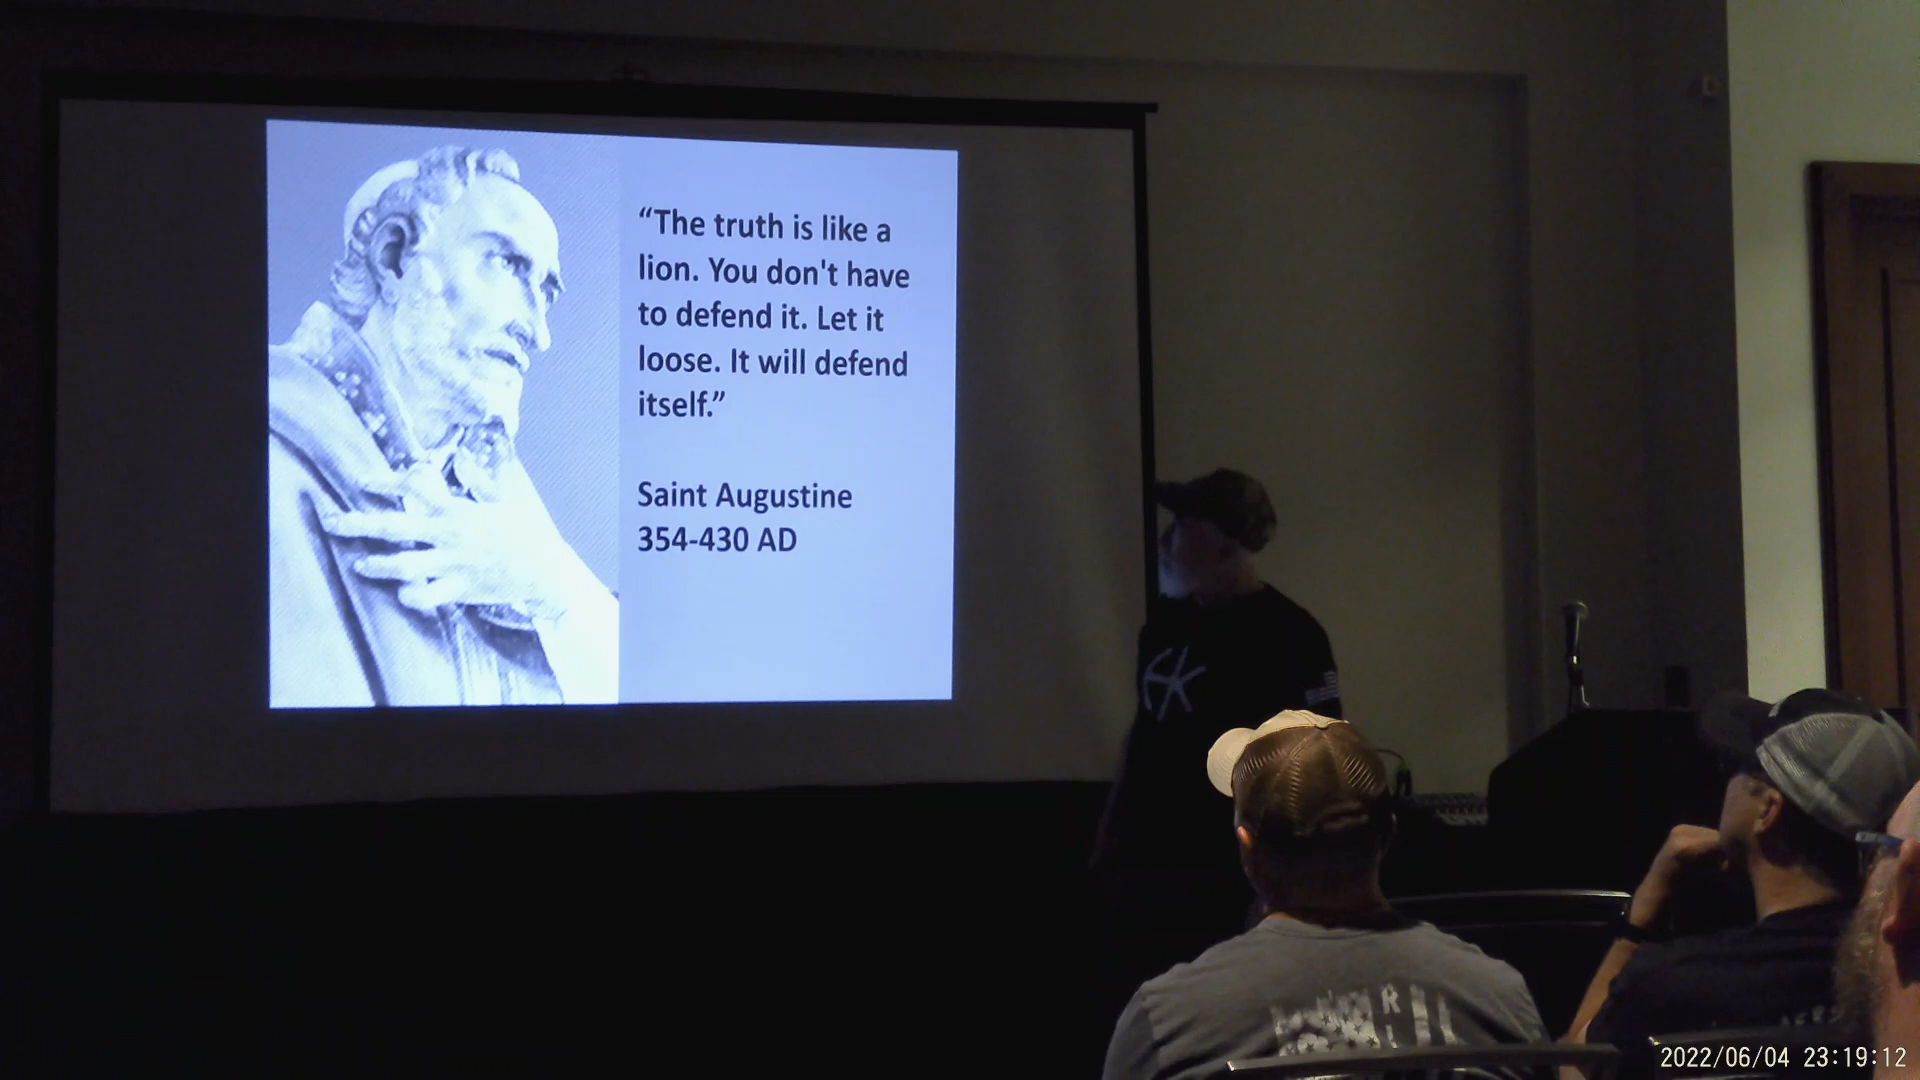 “The truth is like a
lion. You don't have
to defend it. Let it
loose. It will defend
itself.”
Saint Augustine
354-430 AD
2022/06/04 23:19:12